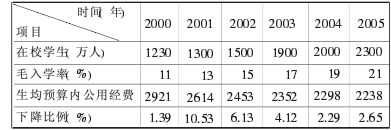 时间( 年)
项目
2000 2001 2002 2003 2004 2005
在校学生( 万人) 1230 1300 1500 1900 2000 2300
毛入学率( %) 11 13 15 17 19 21
生均预算内公用经费 2921 2614 2453 2352 2298 2238
下降比例( %) 1.39 10.53 6.13 4.12 2.29 2.65